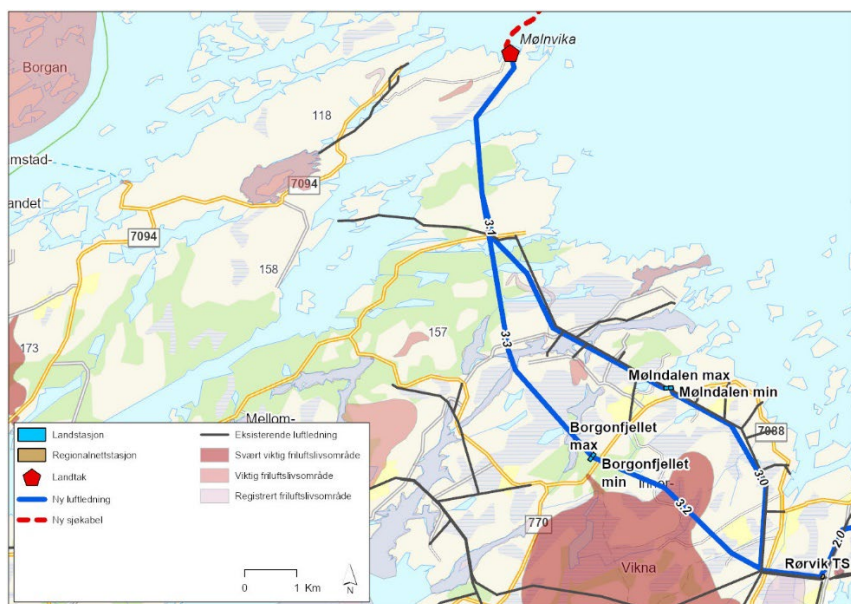 Mølnvika
Borgan
118
mstad-
7094
andet
7094
3:1
158
157
173
3:3
Mølndalen max
Mølndalen min
Mellom-
Borgonfjellet
max
7088
Borgonfjellet
min
3:0
Inner-
770
3:2
2:0
Vikna
Rørvik TS
Landstasjon
Regionalnettstasjon
Landtak
Ny luftledning
Ny sjøkabel
Eksisterende luftledning
Svært viktig friluftslivsområde
Viktig friluftslivsområde
Registrert friluftslivsområde
0 1 Km
N